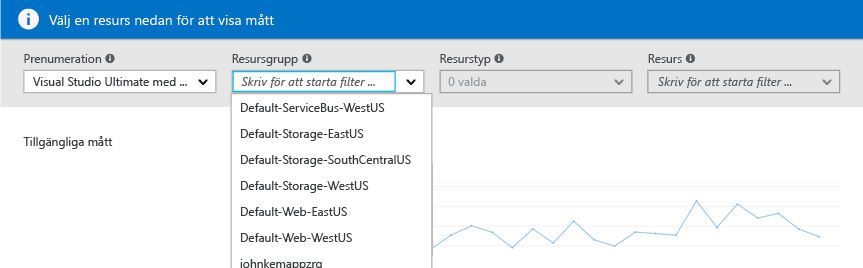 Välj en resurs nedan för att visa mått
Prenumeration
Resursgrupp
Resurstyp
Resurs
Visual Studio Ultimate med ...
Skriv för att starta filter ...
0 valda
Skriv för att starta filter ...
Default-ServiceBus-WestUS
Default-Storage-EastUS
Tillgängliga mått
Default-Storage-SouthCentralUS
Default-Storage-WestUS
Default-Web-EastUS
Default-Web-WestUS
johnkemappzrg